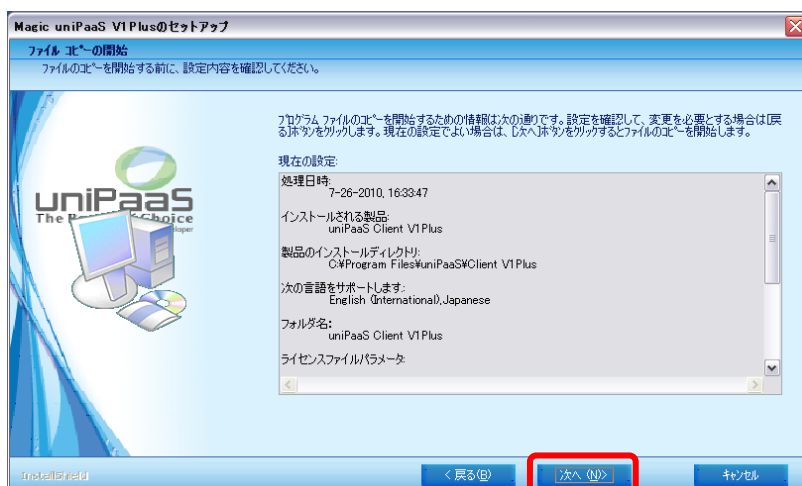 Magic uniPaaS V1Plusのセットアップ
ファイル コピーの開始
ファイルのコピーを開始する前に、設定内容を確認してください。
プログラム ファイルのコピーを開始するための情報は次の通りです。設定を確認して、変更を必要とする場合は[戻
る]ボタンをクリックします。現在の設定でよい場合は、[次へ]ボタンをクリックするとファイルのコピーを開始します。
現在の設定:
処理日時:
7-26-2010, 16:33:47
インストールされる製品:
uniPaaS Client V1Plus
製品のインストールディレクトリ:
C:¥Program Files¥uniPaaS¥Client V1Plus
次の言語をサポートします:
English (International),Japanese
フォルダ名:
uniPaaS Client V1Plus
ライセンスファイルパラメータ:
uniPaaS
The
Choice
InstallShield
< 戻る(B)
次へ (N)>
キャンセル